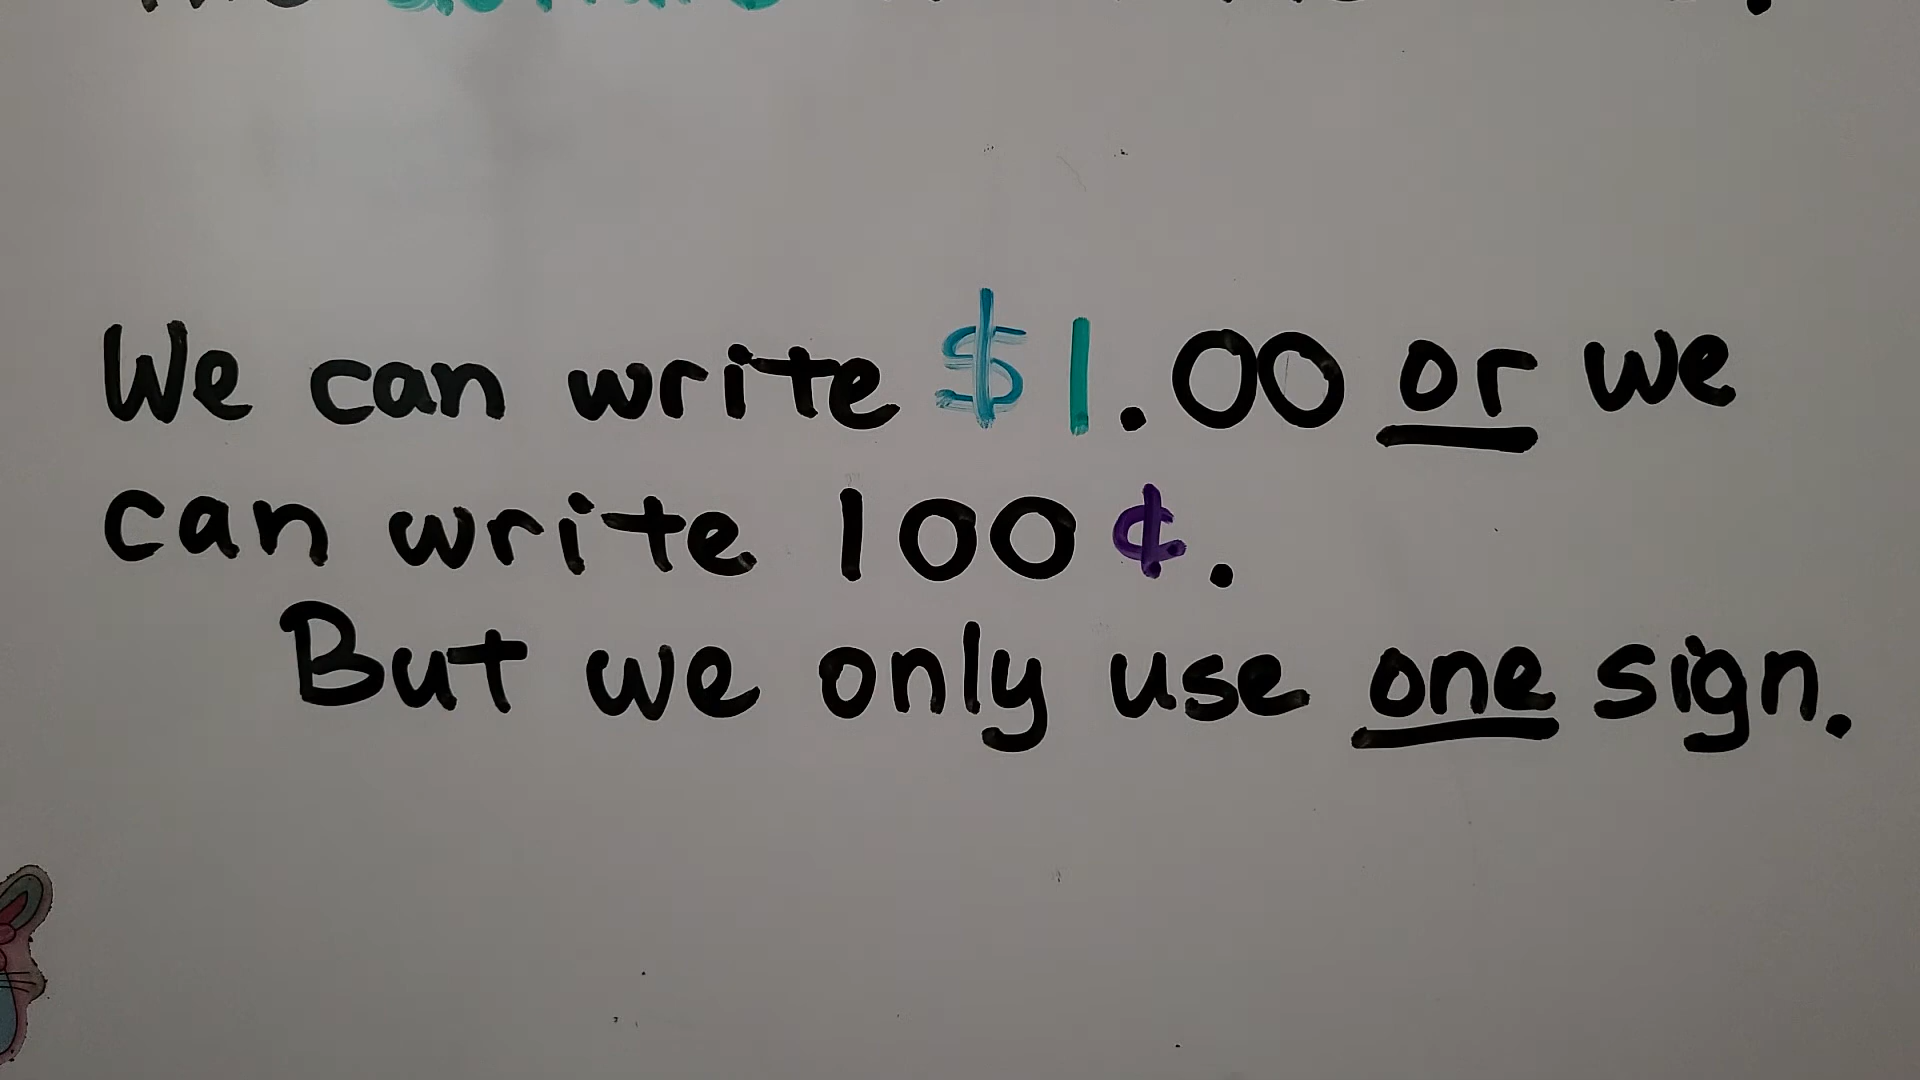 We can write $1.00 or we
can write 100¢.
But we only use one sign.